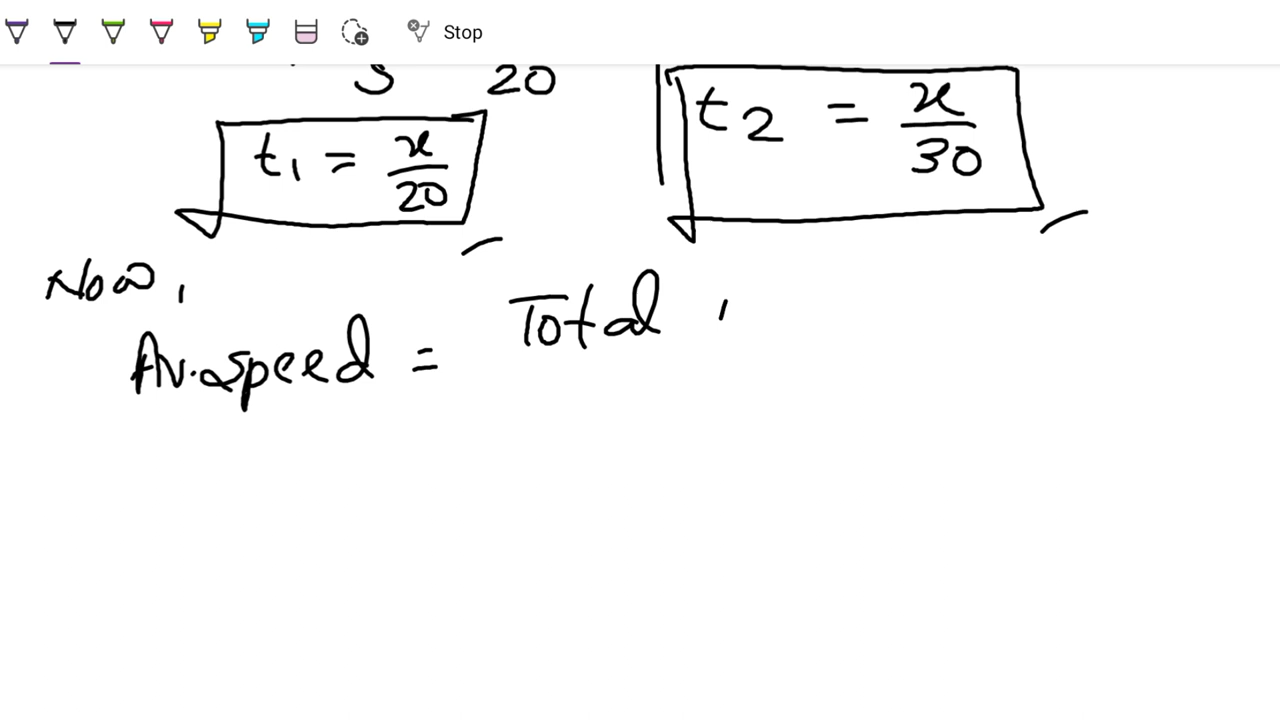 Stop
S 20
t₁ = x/20
t₂ = x/30
Now,
Av.speed = Total